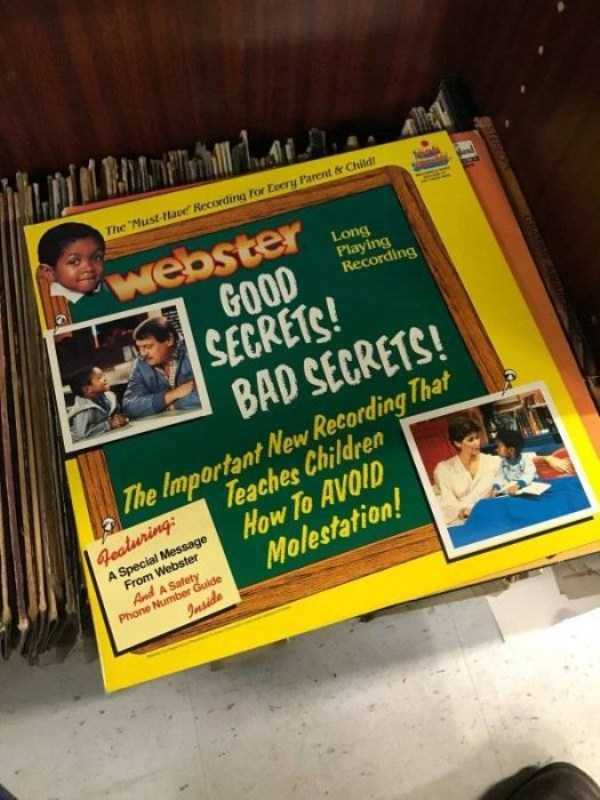 The "Must-Have" Recording For Every Parent & Child!
webster
Long
Playing
Recording
GOOD
SECRETS!
BAD SECRETS!
The Important New Recording That
Teaches Children
How To AVOID
Molestation!
Featuring:
A Special Message
From Webster
And A Safety
Phone Number Guide
Inside